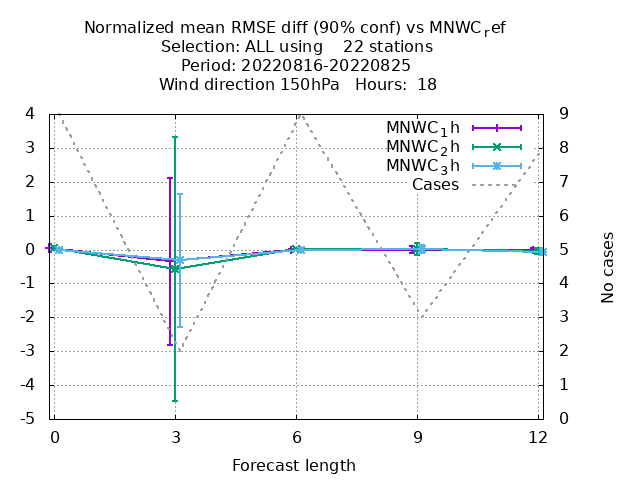 Normalized mean RMSE diff (90% conf) vs MNWC_ref
Selection: ALL using    22 stations
Period: 20220816-20220825
Wind direction 150hPa   Hours:  18
MNWC_1h
MNWC_2h
MNWC_3h
Cases
4
3
2
1
0
-1
-2
-3
-4
-5
9
8
7
6
5
4
3
2
1
0
No cases
0 3 6 9 12
Forecast length